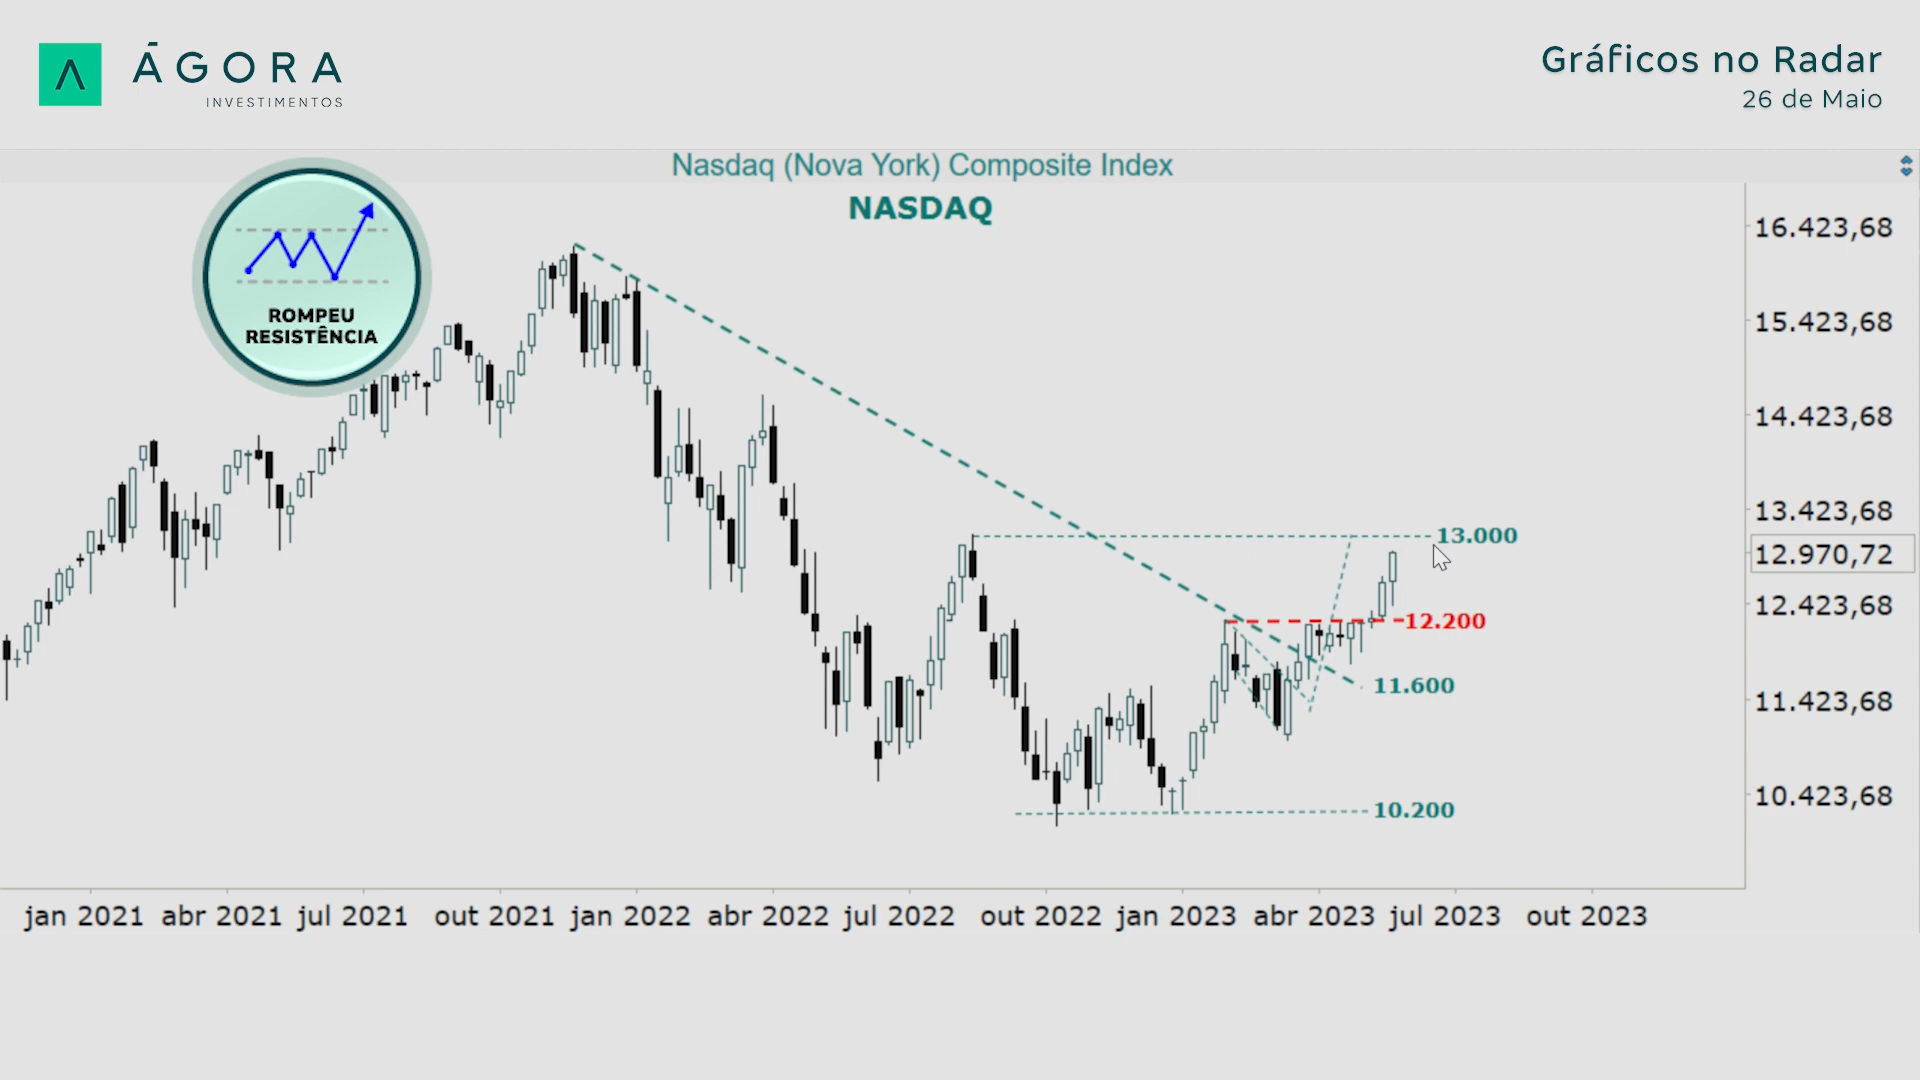 ÁGORA
INVESTIMENTOS
Gráficos no Radar
26 de Maio
Nasdaq (Nova York) Composite Index
NASDAQ
ROMPEU
RESISTÊNCIA
16.423,68
15.423,68
14.423,68
13.423,68
13.000
12.970,72
12.423,68
12.200
11.600
11.423,68
10.423,68
10.200
jan 2021 abr 2021 jul 2021 out 2021 jan 2022 abr 2022 jul 2022 out 2022 jan 2023 abr 2023 jul 2023 out 2023